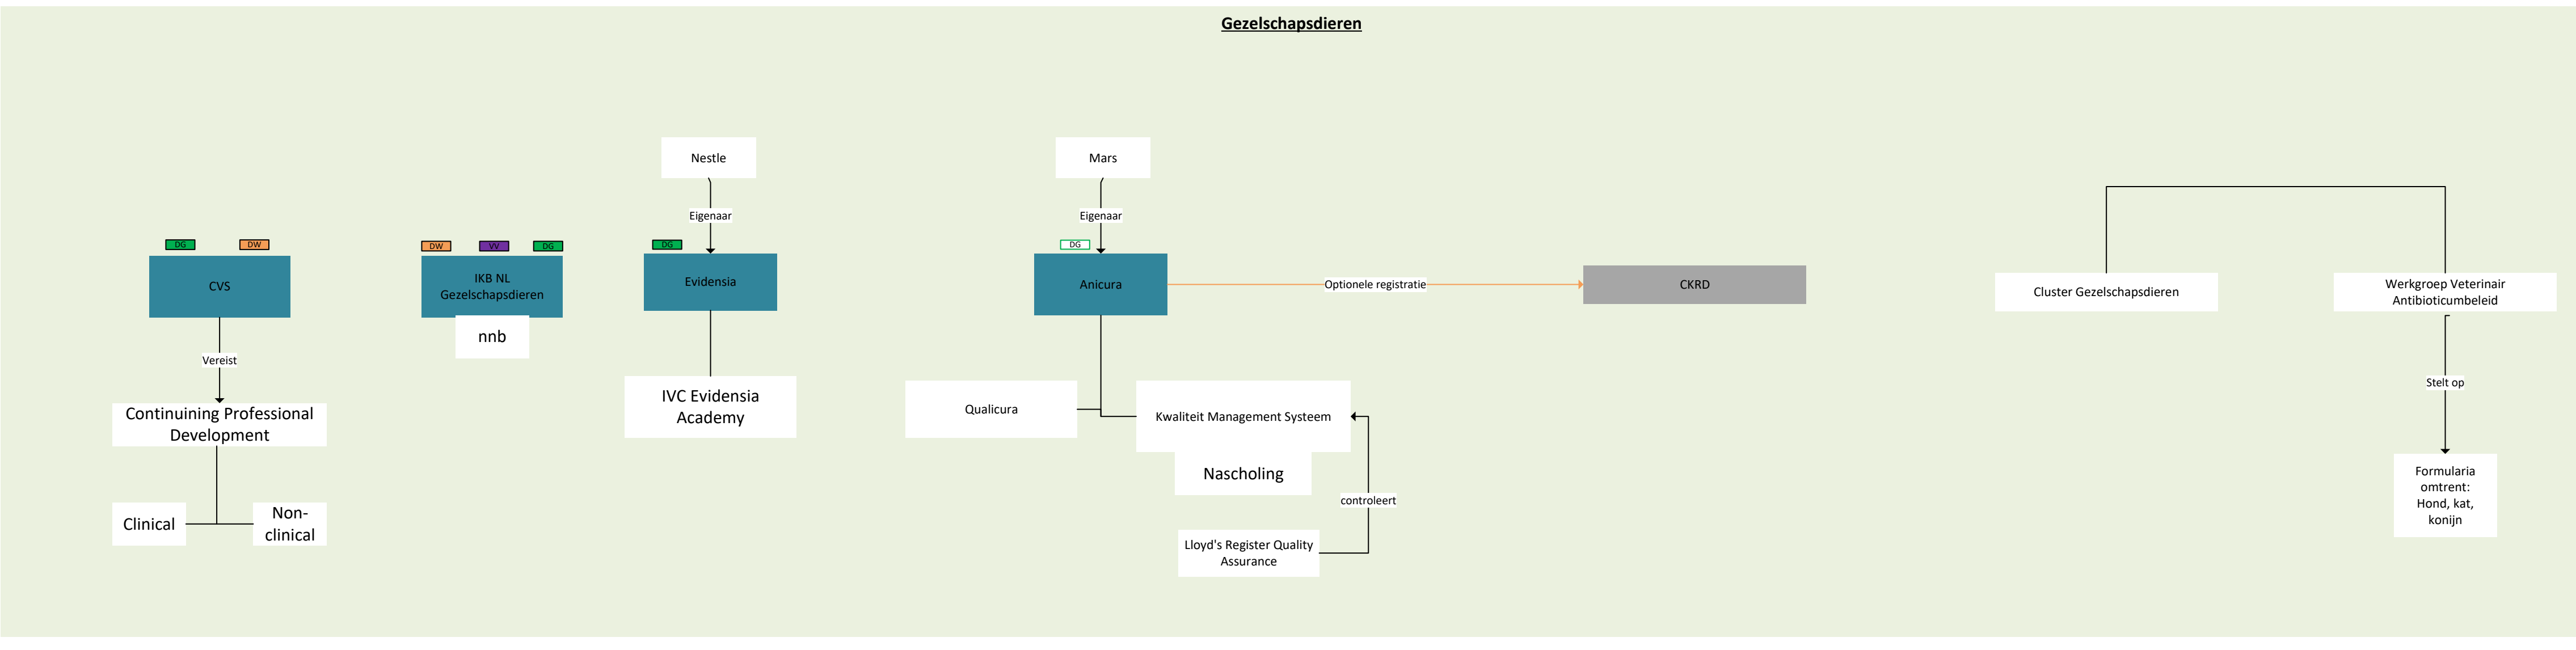 Gezelschapsdieren
Nestle
Mars
Eigenaar
Eigenaar
DG
DW
DW
VV
DG
DG
DG
CVS
IKB NL
Gezelschapsdieren
nnb
Evidensia
Anicura
Optionele registratie
CKRD
Cluster Gezelschapsdieren
Werkgroep Veterinair
Antibioticumbeleid
Vereist
Stelt op
Continuining Professional
Development
IVC Evidensia
Academy
Qualicura
Kwaliteit Management Systeem
Nascholing
controleert
Clinical
Non-
clinical
Lloyd's Register Quality
Assurance
Formularia
omtrent:
Hond, kat,
konijn